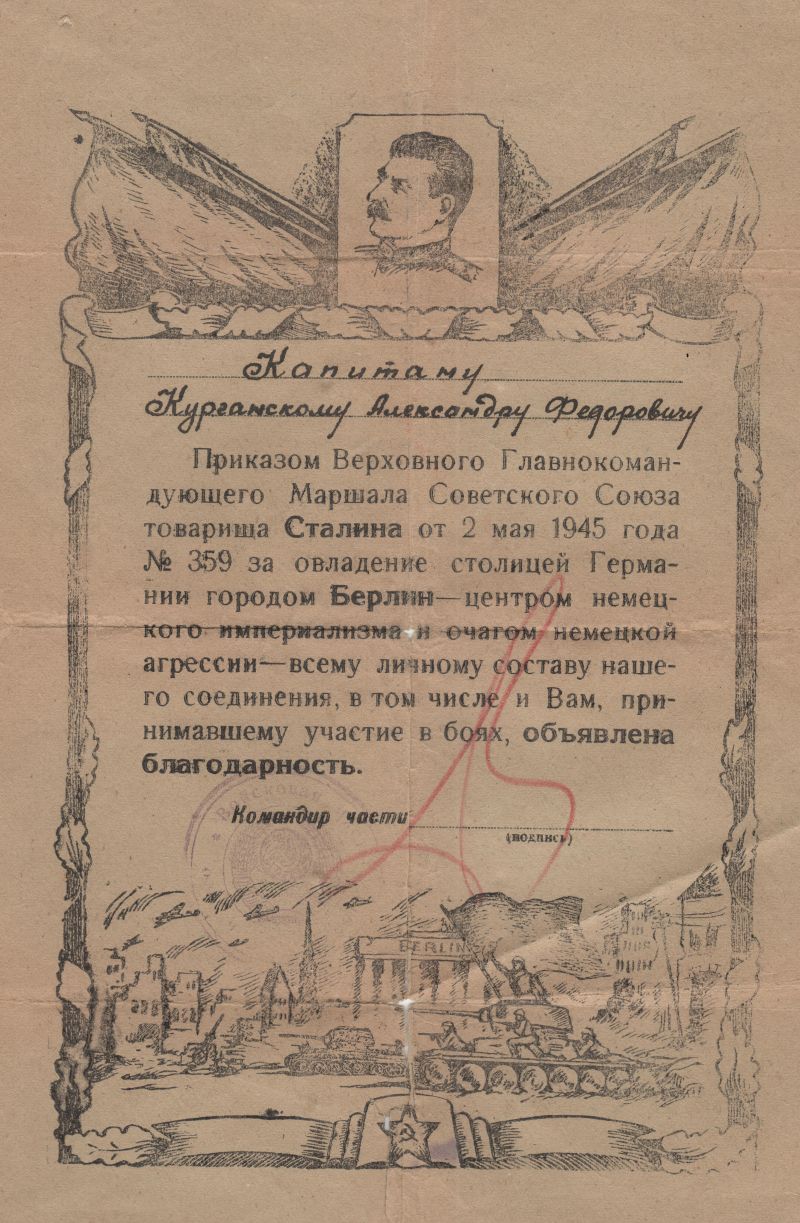 Капитану
Курганскому Александру Федоровичу
Приказом Верховного Главнокоман-
дующего Маршала Советского Союза
товарища Сталина от 2 мая 1945 года
№ 359 за овладение столицей Герма-
нии городом Берлин—центром немец-
кого империализма и очагом немецкой
агрессии—всему личному составу наше-
го соединения, в том числе и Вам, при-
нимавшему участие в боях, объявлена
благодарность.
Командир части
(подпись)
BERLIN